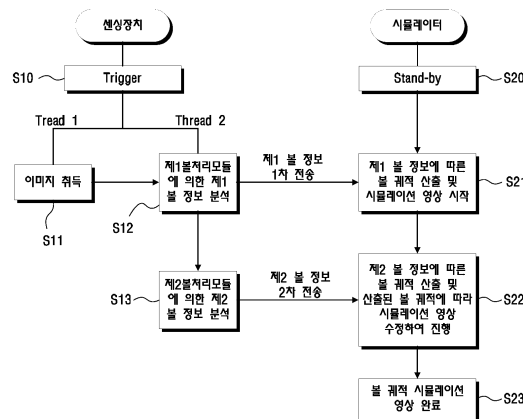 센싱장치
시뮬레이터
S10
Trigger
Stand-by
S20
Tread 1
Thread 2
이미지 취득
S11
제1볼처리모듈
에 의한 제1
볼 정보 분석
S12
제1 볼 정보
1차 전송
제1 볼 정보에 따른
볼 궤적 산출 및
시뮬레이션 영상 시작
S21
S13
제2볼처리모듈
에 의한 제2
볼 정보 분석
제2 볼 정보
2차 전송
제2 볼 정보에 따른
볼 궤적 산출 및
산출된 볼 궤적에 따라
시뮬레이션 영상
수정하여 진행
S22
볼 궤적 시뮬레이션
영상 완료
S23